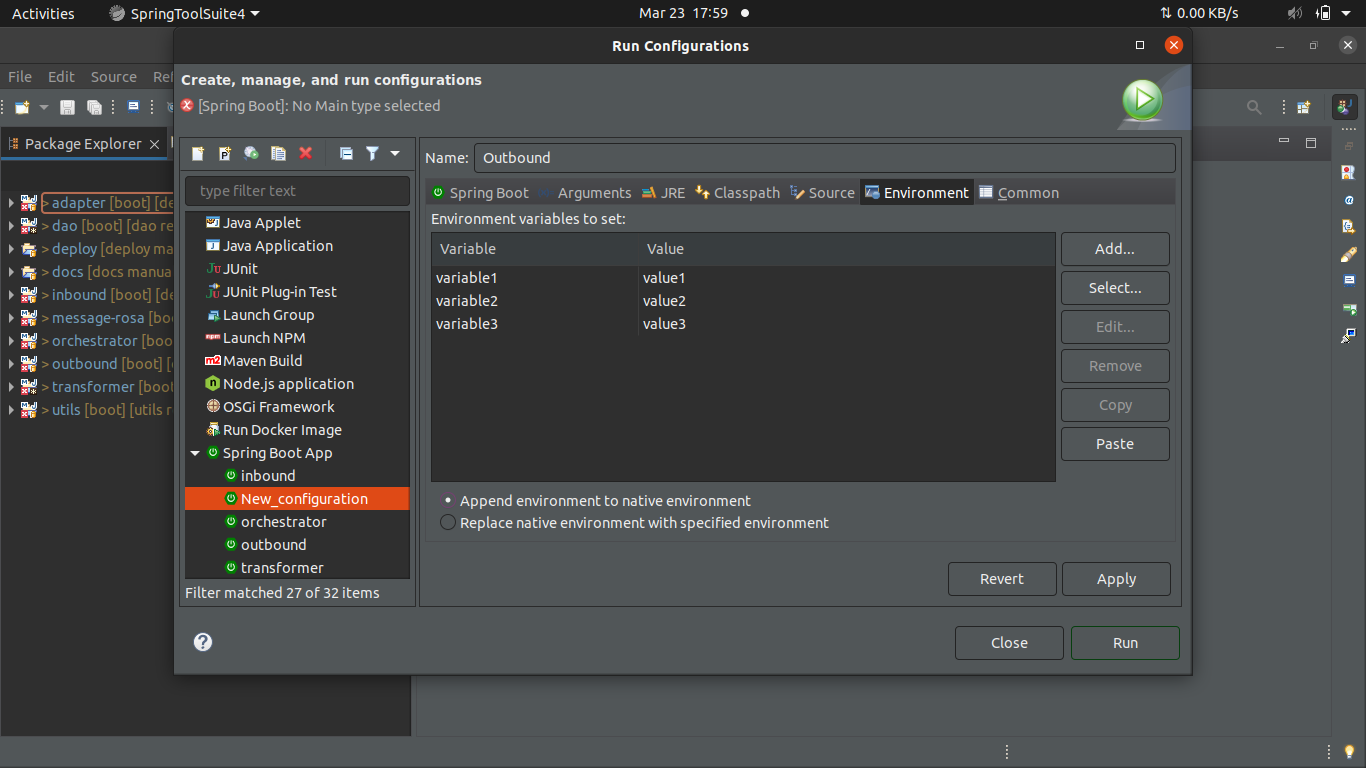 Activities SpringToolSuite4 Mar 23 17:59 0.00 KB/s
Run Configurations
File Edit Source Ref
Create, manage, and run configurations
[Spring Boot]: No Main type selected
Package Explorer
Name: Outbound
type filter text
Spring Boot Arguments JRE Classpath Source Environment Common
Environment variables to set:
Variable Value
variable1 value1
variable2 value2
variable3 value3
Add...
Select...
Edit...
Remove
Copy
Paste
> adapter [boot] [de
> dao [boot] [dao re
> deploy [deploy ma
> docs [docs manua
> inbound [boot] [de
> message-rosa [boo
> orchestrator [boo
> outbound [boot] [
> transformer [boot
> utils [boot] [utils r
Java Applet
Java Application
JUnit
JUnit Plug-in Test
Launch Group
Launch NPM
Maven Build
Node.js application
OSGi Framework
Run Docker Image
Spring Boot App
inbound
New_configuration
orchestrator
outbound
transformer
Filter matched 27 of 32 items
Append environment to native environment
Replace native environment with specified environment
Revert Apply
Close Run